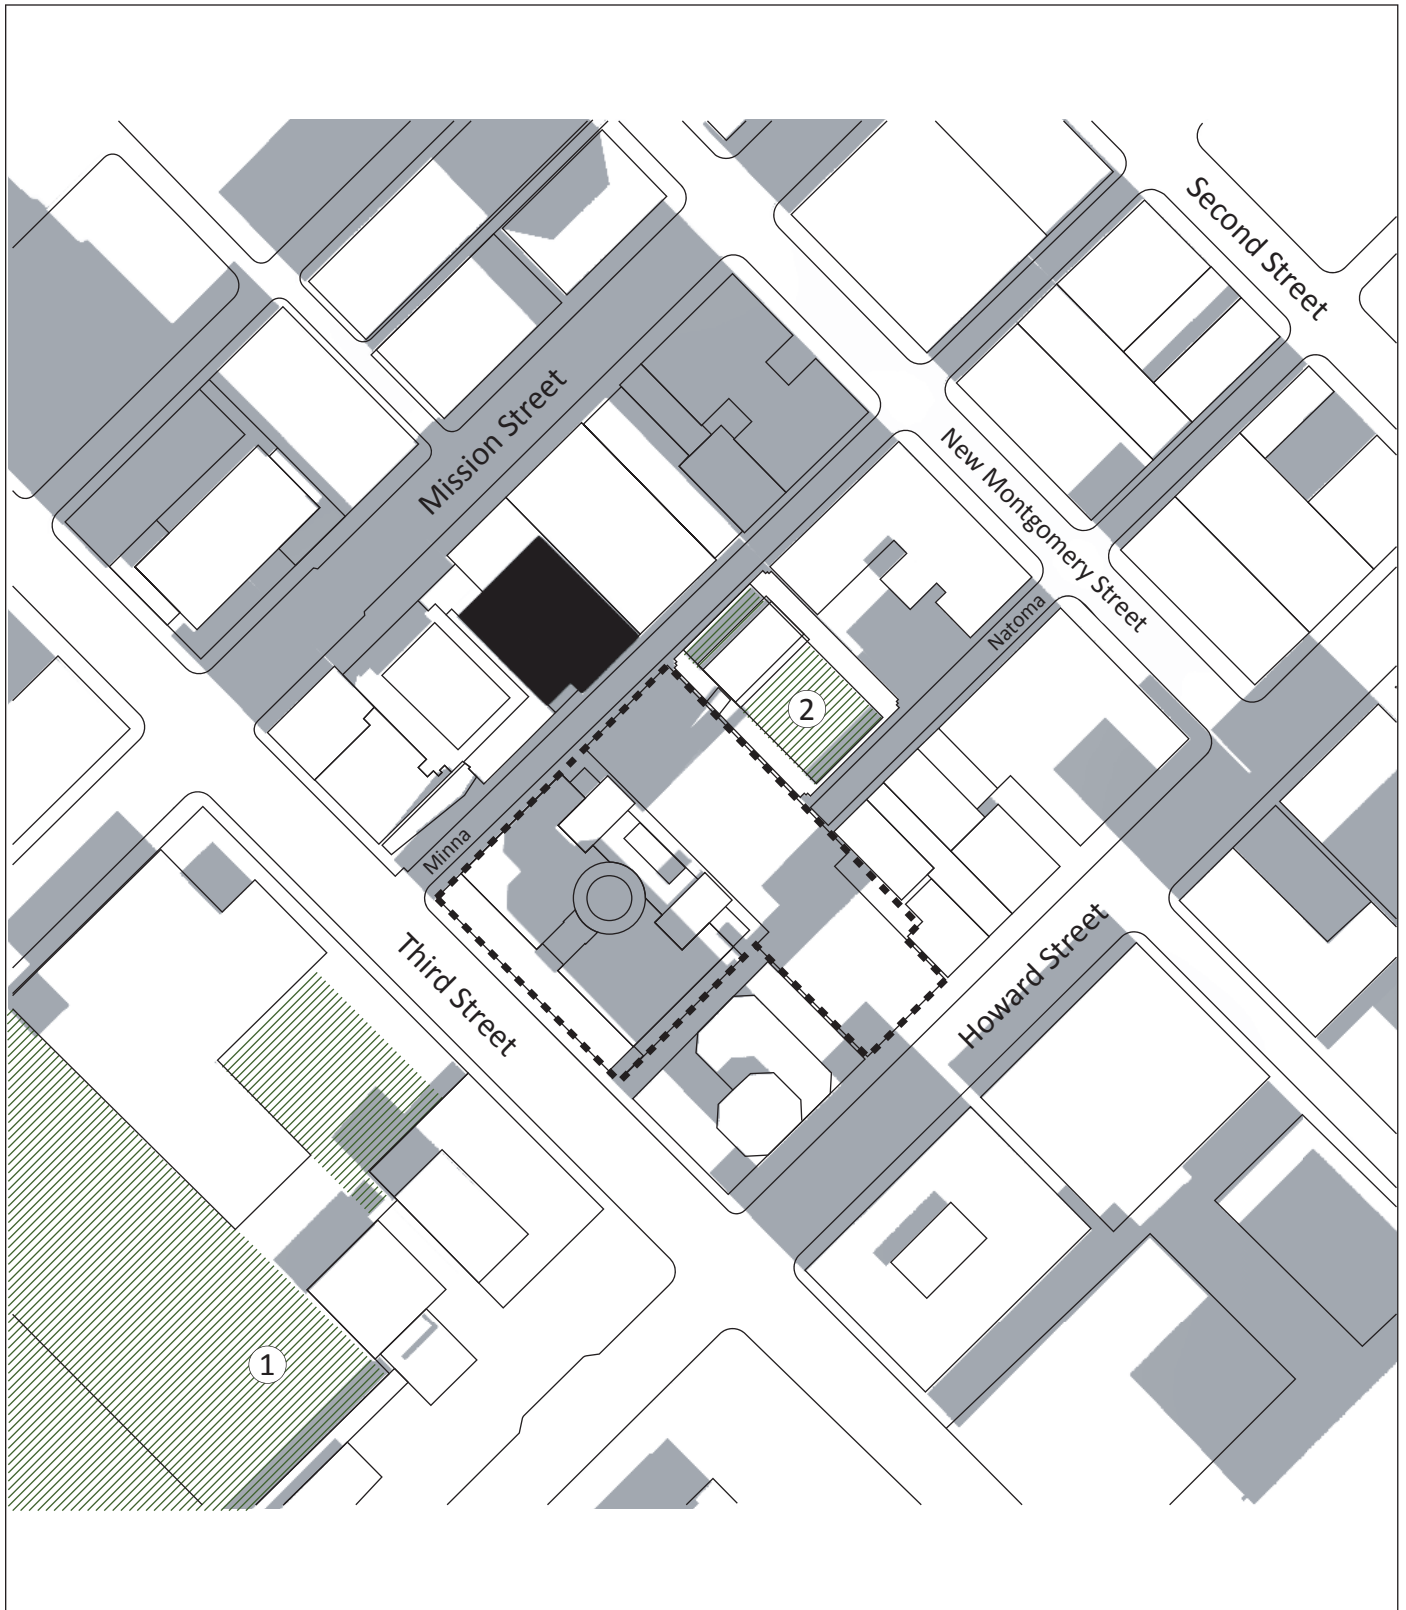 Second Street
Mission Street
New Montgomery Street
Natoma
2
Minna
Third Street
Howard Street
1